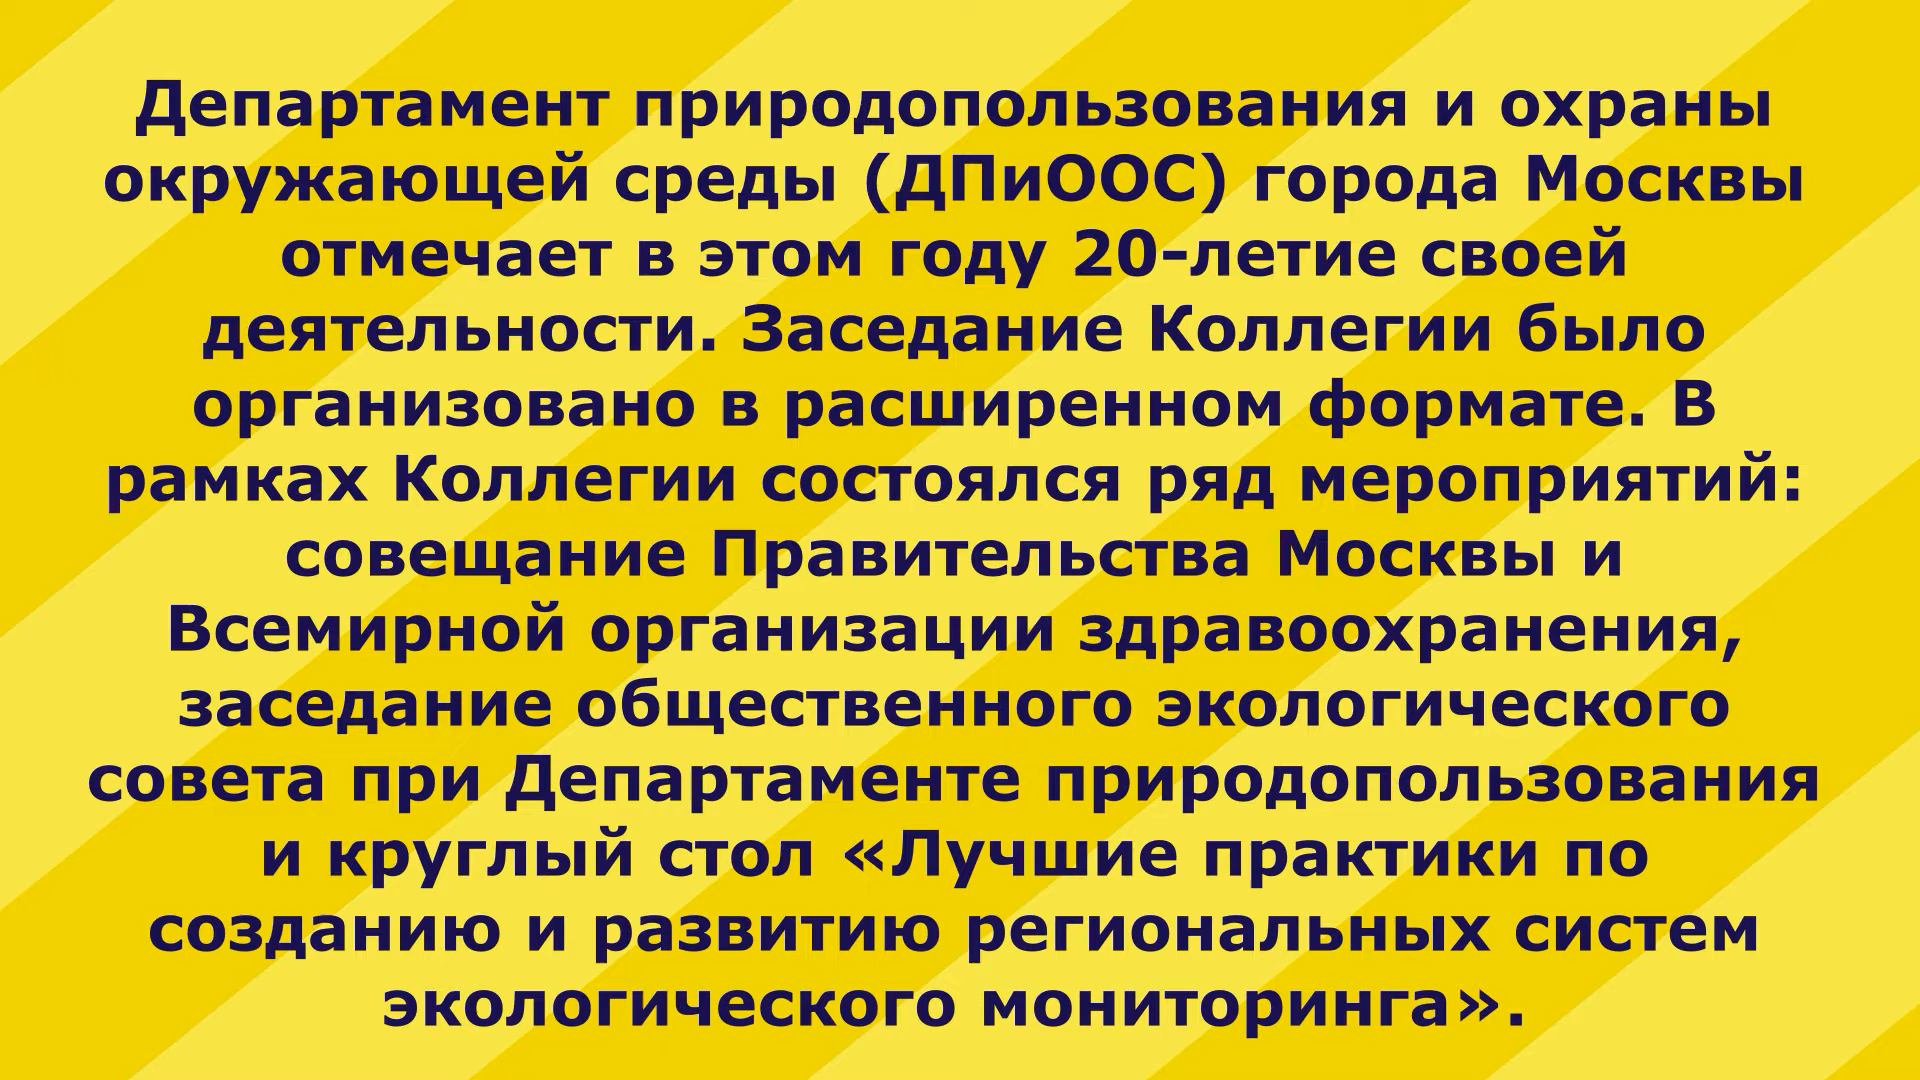 Департамент природопользования и охраны
окружающей среды (ДПиООС) города Москвы
отмечает в этом году 20-летие своей
деятельности. Заседание Коллегии было
организовано в расширенном формате. В
рамках Коллегии состоялся ряд мероприятий:
совещание Правительства Москвы и
Всемирной организации здравоохранения,
заседание общественного экологического
совета при Департаменте природопользования
и круглый стол «Лучшие практики по
созданию и развитию региональных систем
экологического мониторинга».